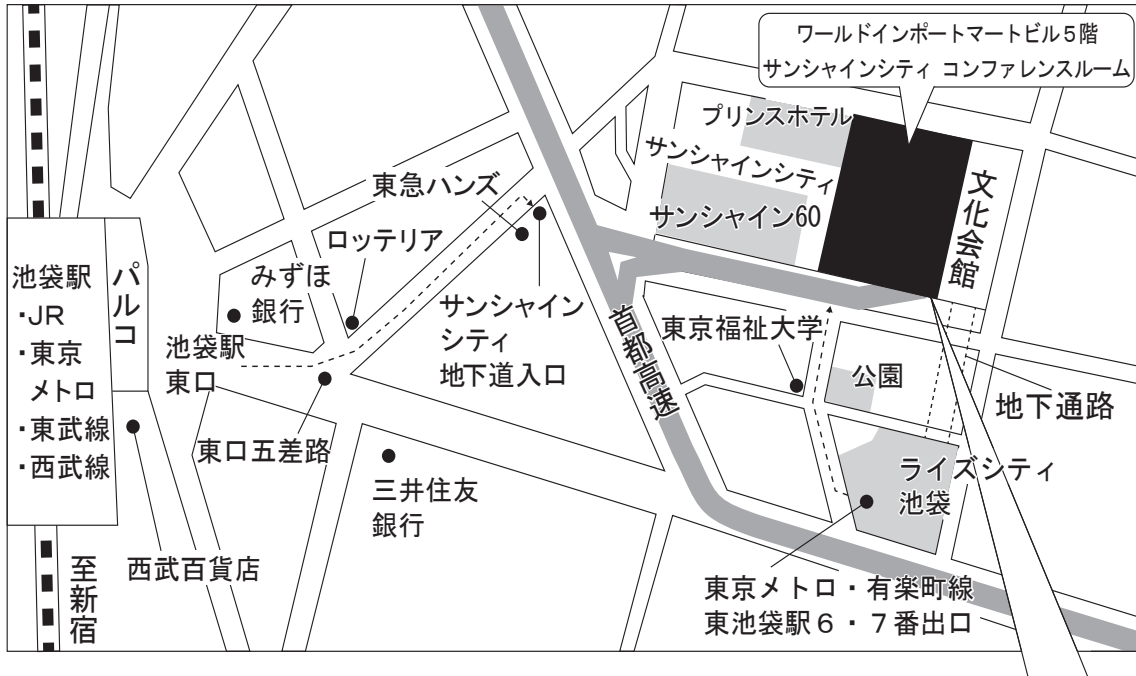 ワールドインポートマートビル5階
サンシャインシティ コンファレンスルーム
プリンスホテル
サンシャインシティ
サンシャイン60
文化会館
東急ハンズ
ロッテリア
みずほ
銀行
池袋駅
・JR
・東京
メトロ
・東武線
・西武線
パルコ
池袋駅
東口
サンシャイン
シティ
地下道入口
首都高速
東京福祉大学
公園
地下通路
東口五差路
三井住友
銀行
ライズシティ
池袋
西武百貨店
至新宿
東京メトロ・有楽町線
東池袋駅6・7番出口